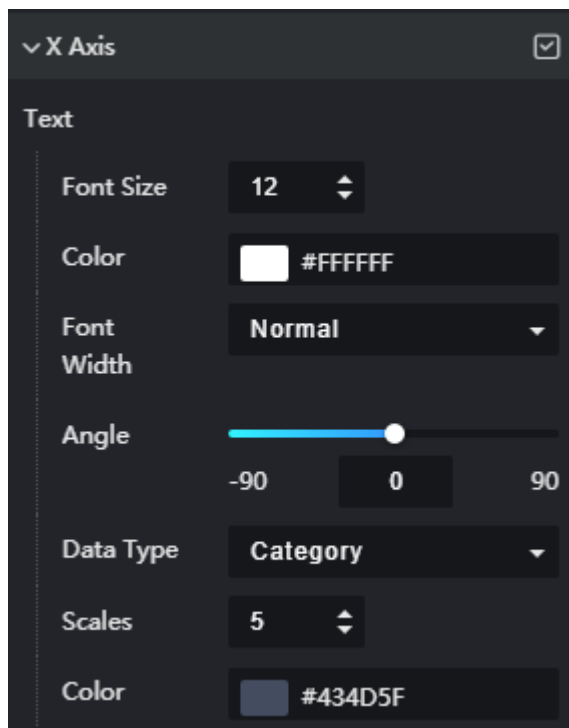 X Axis
Text
Font Size 12
Color #FFFFFF
Font
Width
Normal
Angle
-90 0 90
Data Type Category
Scales 5
Color #434D5F